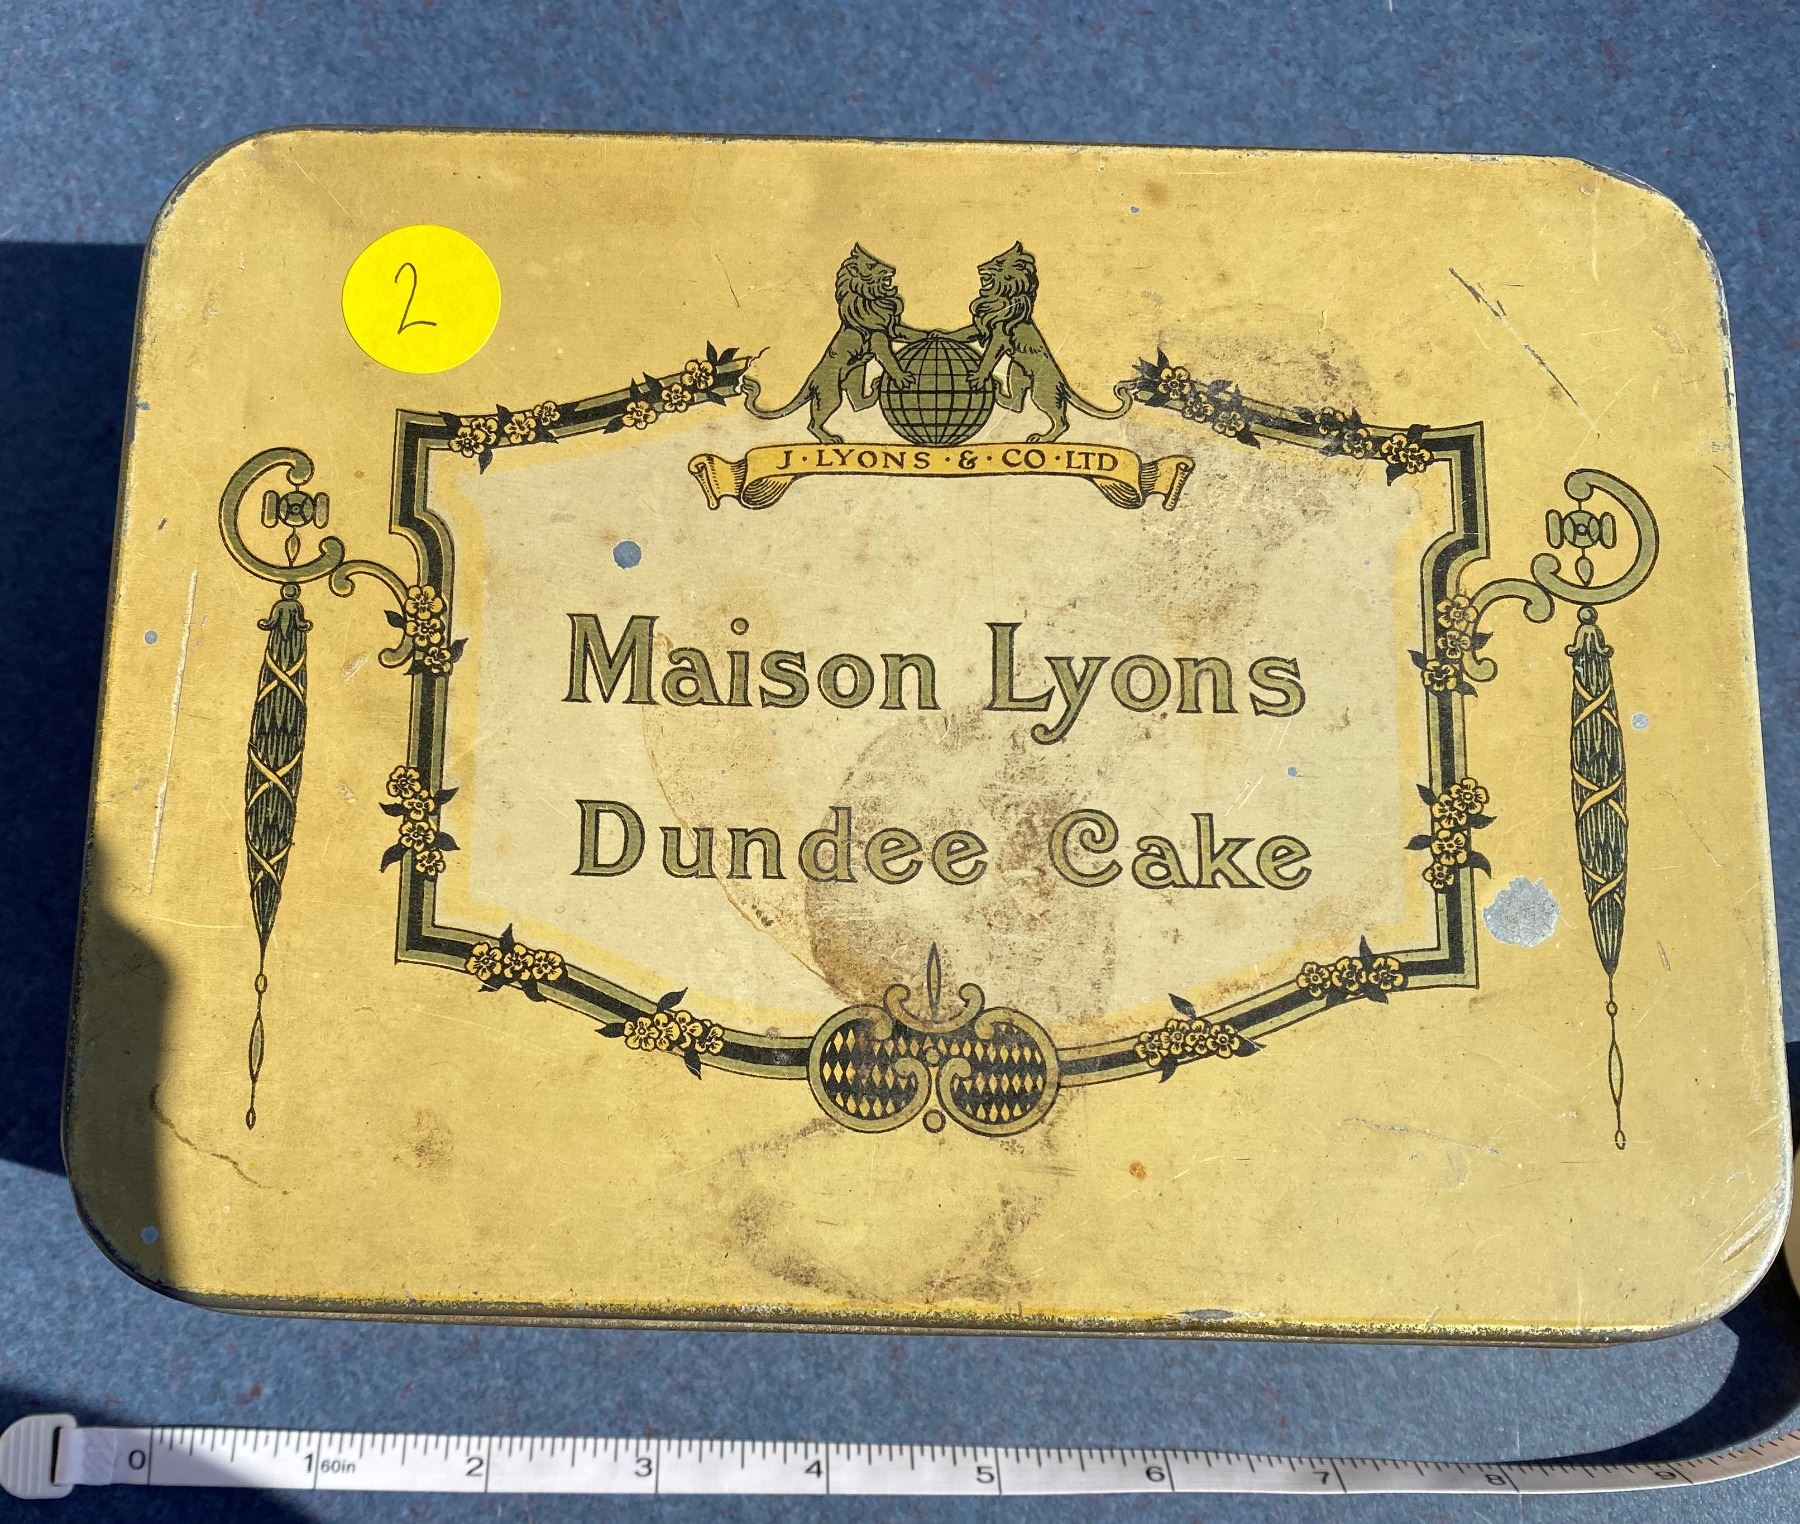 2
J·LYONS·&·CO·LTD
Maison Lyons
Dundee Cake
0 1 60in 2 3 4 5 6 7 8 9